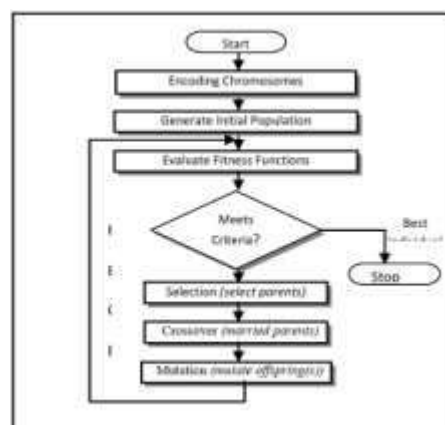 Start
Encoding Chromosomes
Generate Initial Population
Evaluate Fitness Functions
Meets
Criteria?
Best
Stop
Selection (select parents)
Crossover (married parents)
Mutation (mutate offspring(s))